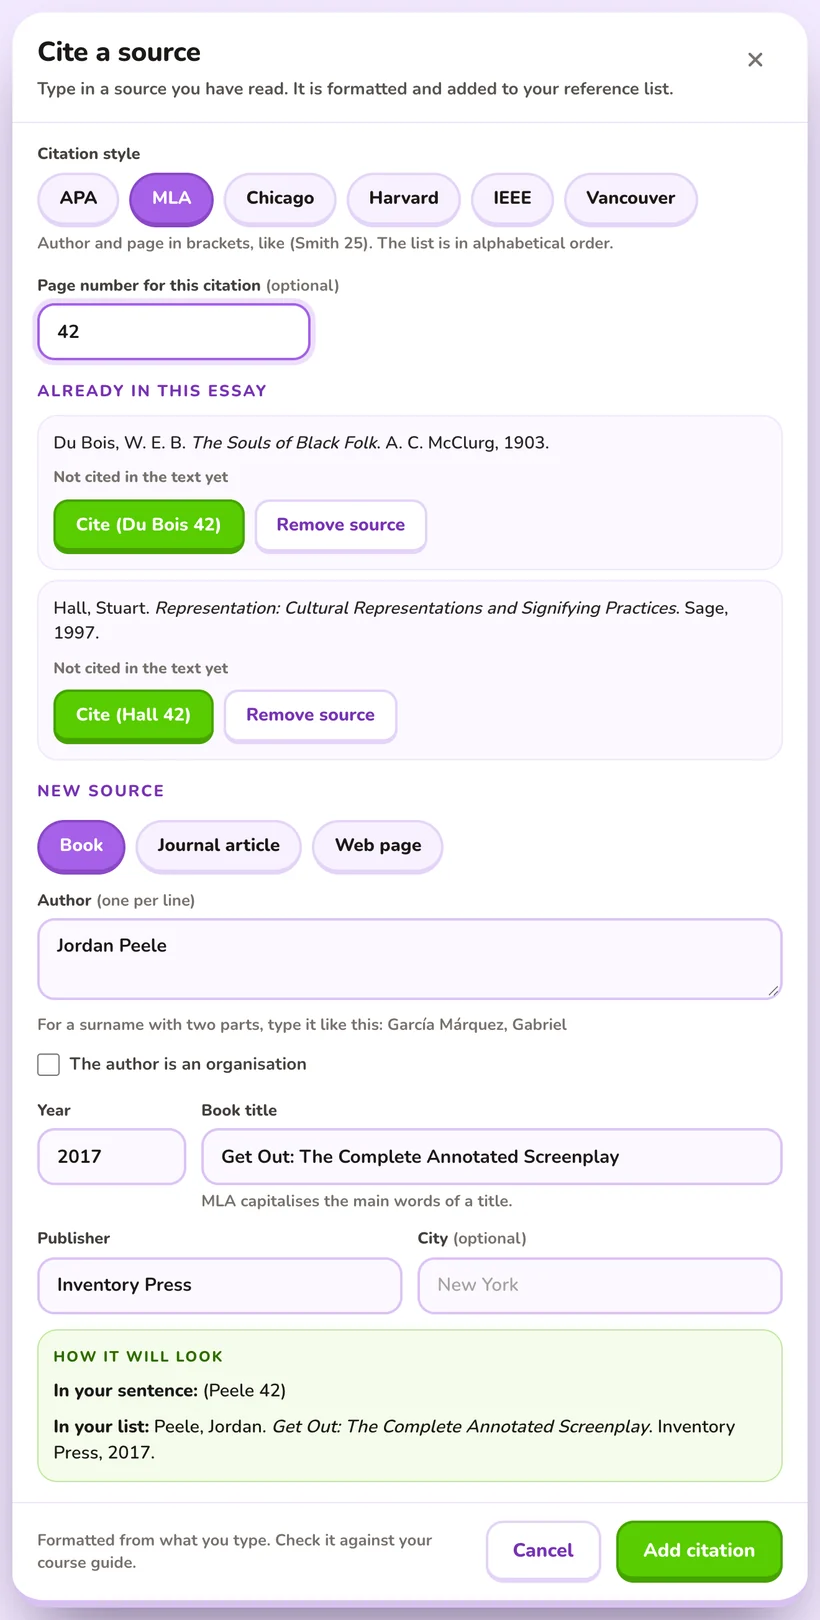 Cite a source
Type in a source you have read. It is formatted and added to your reference list.
Citation style
APA MLA Chicago Harvard IEEE Vancouver
Author and page in brackets, like (Smith 25). The list is in alphabetical order.
Page number for this citation (optional)
42
ALREADY IN THIS ESSAY
Du Bois, W. E. B. The Souls of Black Folk. A. C. McClurg, 1903.
Not cited in the text yet
Cite (Du Bois 42) Remove source
Hall, Stuart. Representation: Cultural Representations and Signifying Practices. Sage,
1997.
Not cited in the text yet
Cite (Hall 42) Remove source
NEW SOURCE
Book Journal article Web page
Author (one per line)
Jordan Peele
For a surname with two parts, type it like this: García Márquez, Gabriel
The author is an organisation
Year Book title
2017 Get Out: The Complete Annotated Screenplay
MLA capitalises the main words of a title.
Publisher City (optional)
Inventory Press New York
HOW IT WILL LOOK
In your sentence: (Peele 42)
In your list: Peele, Jordan. Get Out: The Complete Annotated Screenplay. Inventory
Press, 2017.
Formatted from what you type. Check it against your
course guide.
Cancel Add citation